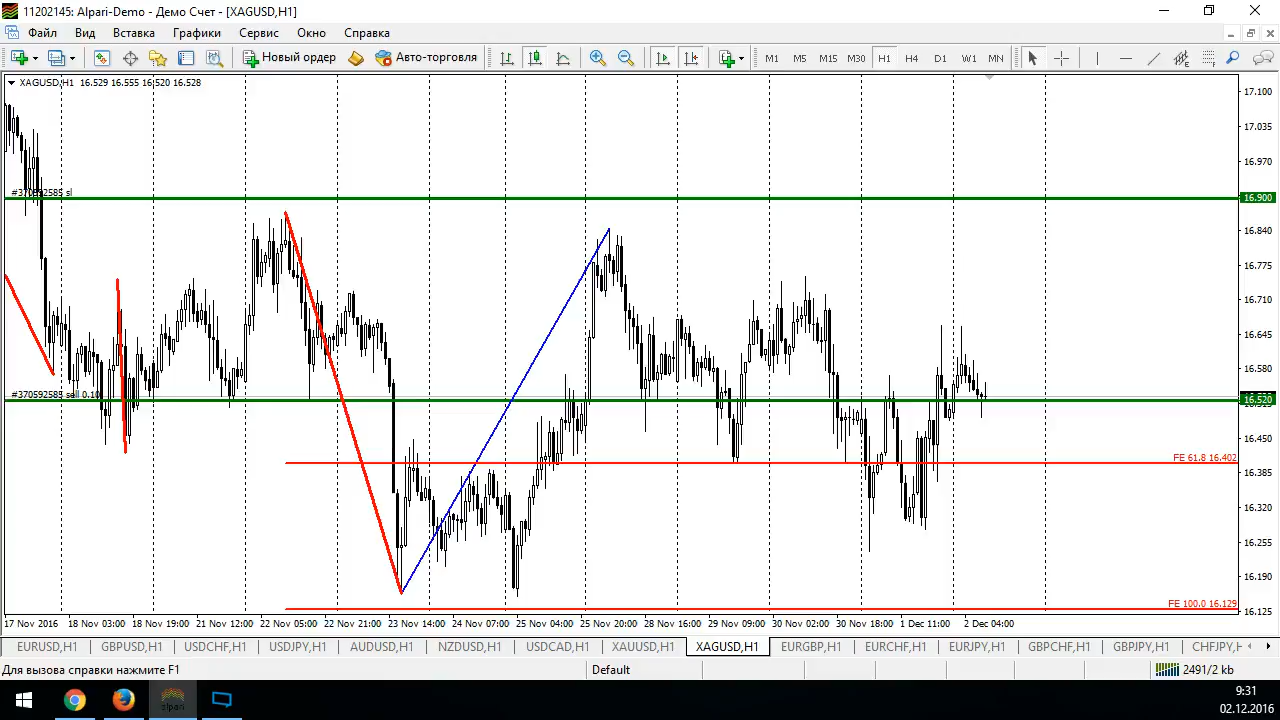 11202145: Alpari-Demo - Демо Счет - [XAGUSD,H1]
Файл Вид Вставка Графики Сервис Окно Справка
Новый ордер Авто-торговля M1 M5 M15 M30 H1 H4 D1 W1 MN
XAGUSD,H1 16.529 16.555 16.520 16.528
17.100
17.035
16.970
#370592585 sl
16.900
16.840
16.775
16.710
16.645
16.580
#370592585 sell 0.10
16.520
16.450
FE 61.8 16.402
16.385
16.320
16.255
16.190
FE 100.0 16.129
16.125
17 Nov 2016 18 Nov 03:00 18 Nov 19:00 21 Nov 12:00 22 Nov 05:00 22 Nov 21:00 23 Nov 14:00 24 Nov 07:00 25 Nov 04:00 25 Nov 20:00 28 Nov 16:00 29 Nov 09:00 30 Nov 02:00 30 Nov 18:00 1 Dec 11:00 2 Dec 04:00
EURUSD,H1 GBPUSD,H1 USDCHF,H1 USDJPY,H1 AUDUSD,H1 NZDUSD,H1 USDCAD,H1 XAUUSD,H1 XAGUSD,H1 EURGBP,H1 EURCHF,H1 EURJPY,H1 GBPCHF,H1 GBPJPY,H1 CHFJPY,H
Для вызова справки нажмите F1 Default 2491/2 kb
alpari
9:31
02.12.2016